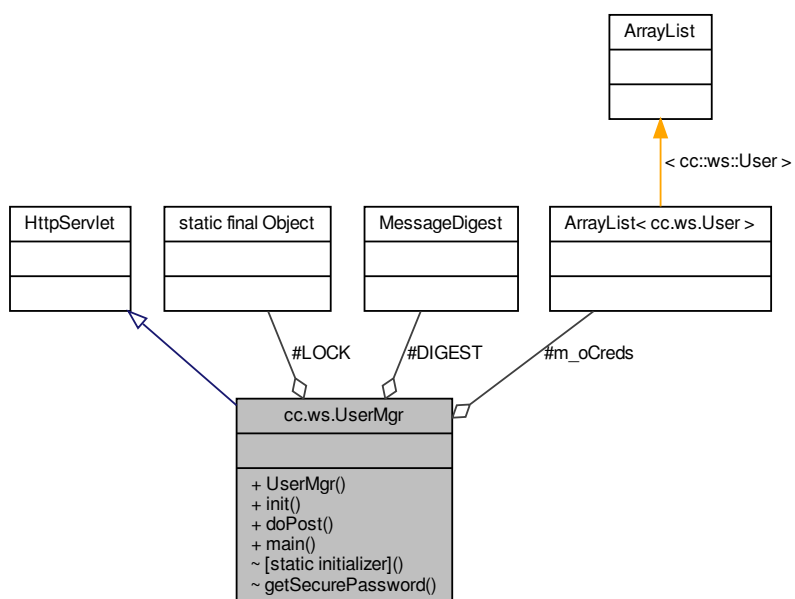 ArrayList
< cc::ws::User >
HttpServlet
static final Object
MessageDigest
ArrayList< cc.ws.User >
#LOCK
#DIGEST
#m_oCreds
cc.ws.UserMgr
+ UserMgr()
+ init()
+ doPost()
+ main()
~ [static initializer]()
~ getSecurePassword()